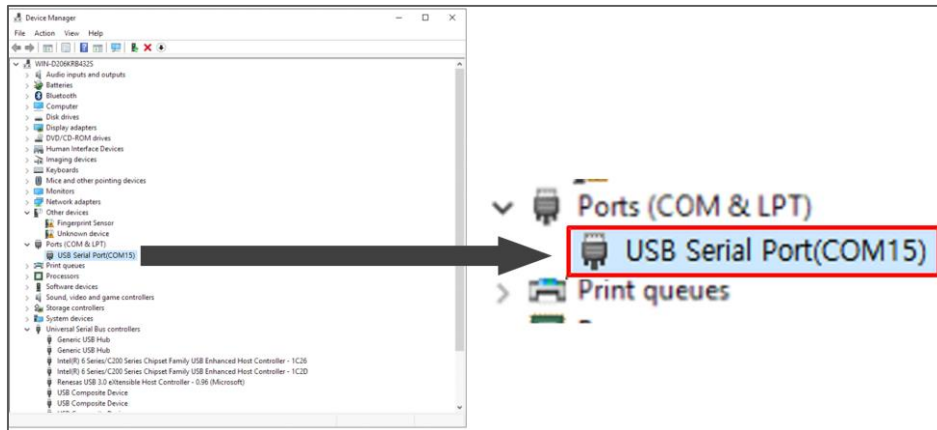 Device Manager
File Action View Help
WIN-D206KRB432S
Audio inputs and outputs
Batteries
Bluetooth
Computer
Disk drives
Display adapters
DVD/CD-ROM drives
Human Interface Devices
Imaging devices
Keyboards
Mice and other pointing devices
Monitors
Network adapters
Other devices
Fingerprint Sensor
Unknown device
Ports (COM & LPT)
USB Serial Port(COM15)
Print queues
Processors
Software devices
Sound, video and game controllers
Storage controllers
System devices
Universal Serial Bus controllers
Generic USB Hub
Generic USB Hub
Intel(R) 6 Series/C200 Series Chipset Family USB Enhanced Host Controller - 1C26
Intel(R) 6 Series/C200 Series Chipset Family USB Enhanced Host Controller - 1C2D
Renesas USB 3.0 eXtensible Host Controller - 0.96 (Microsoft)
USB Composite Device
USB Composite Device
Ports (COM & LPT)
USB Serial Port(COM15)
Print queues